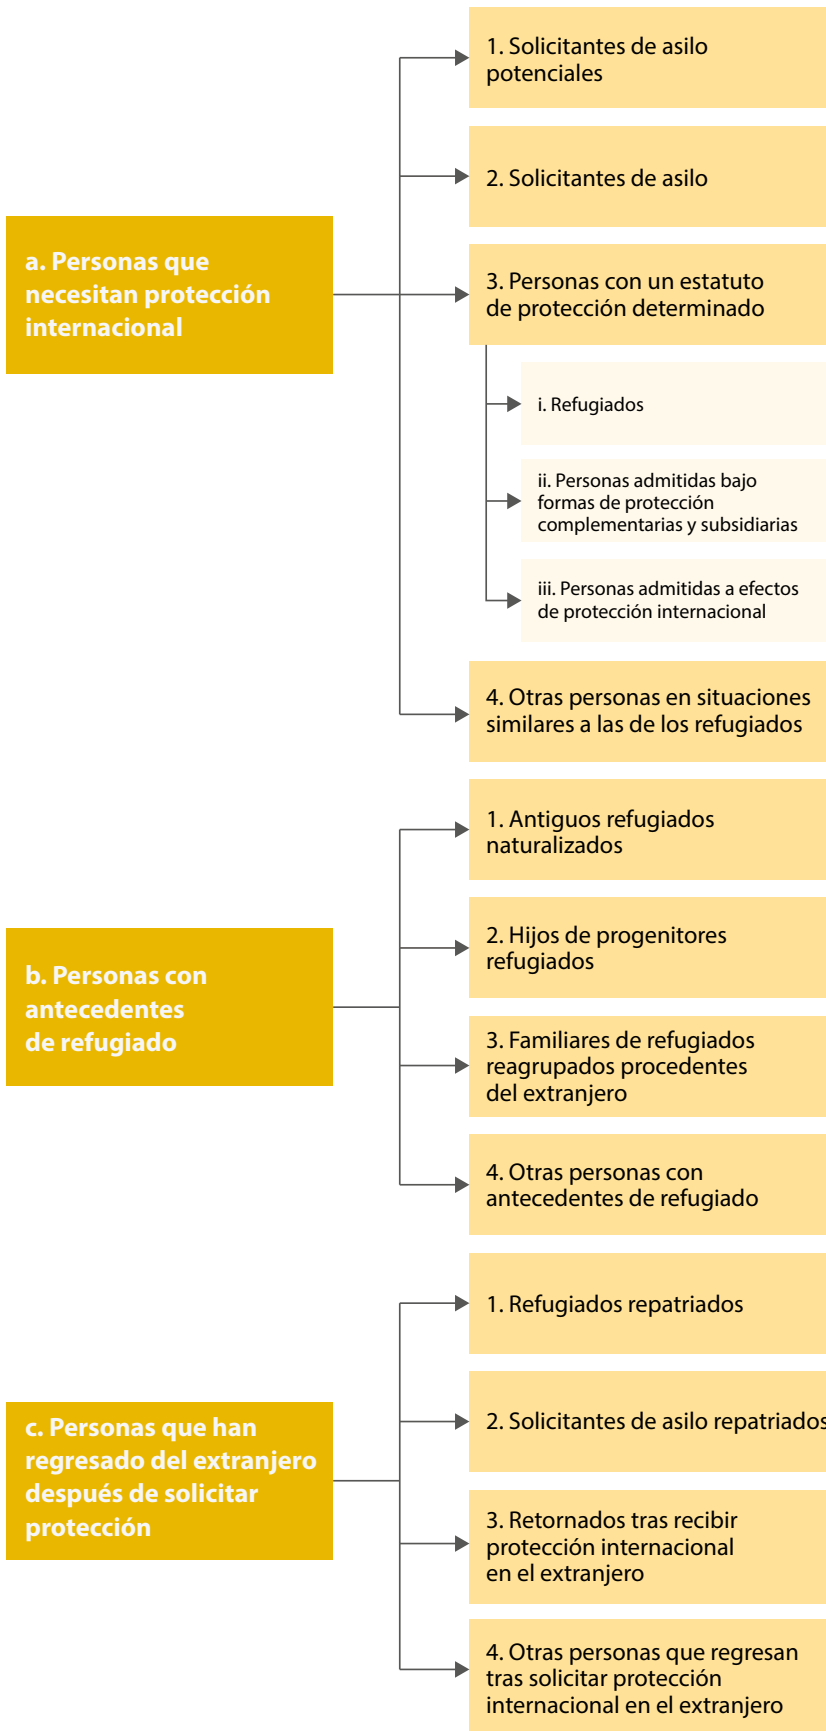 a. Personas que
necesitan protección
internacional
1. Solicitantes de asilo
potenciales
2. Solicitantes de asilo
3. Personas con un estatuto
de protección determinado
i. Refugiados
ii. Personas admitidas bajo
formas de protección
complementarias y subsidiarias
iii. Personas admitidas a efectos
de protección internacional
4. Otras personas en situaciones
similares a las de los refugiados
b. Personas con
antecedentes
de refugiado
1. Antiguos refugiados
naturalizados
2. Hijos de progenitores
refugiados
3. Familiares de refugiados
reagrupados procedentes
del extranjero
4. Otras personas con
antecedentes de refugiado
c. Personas que han
regresado del extranjero
después de solicitar
protección
1. Refugiados repatriados
2. Solicitantes de asilo repatriados
3. Retornados tras recibir
protección internacional
en el extranjero
4. Otras personas que regresan
tras solicitar protección
internacional en el extranjero